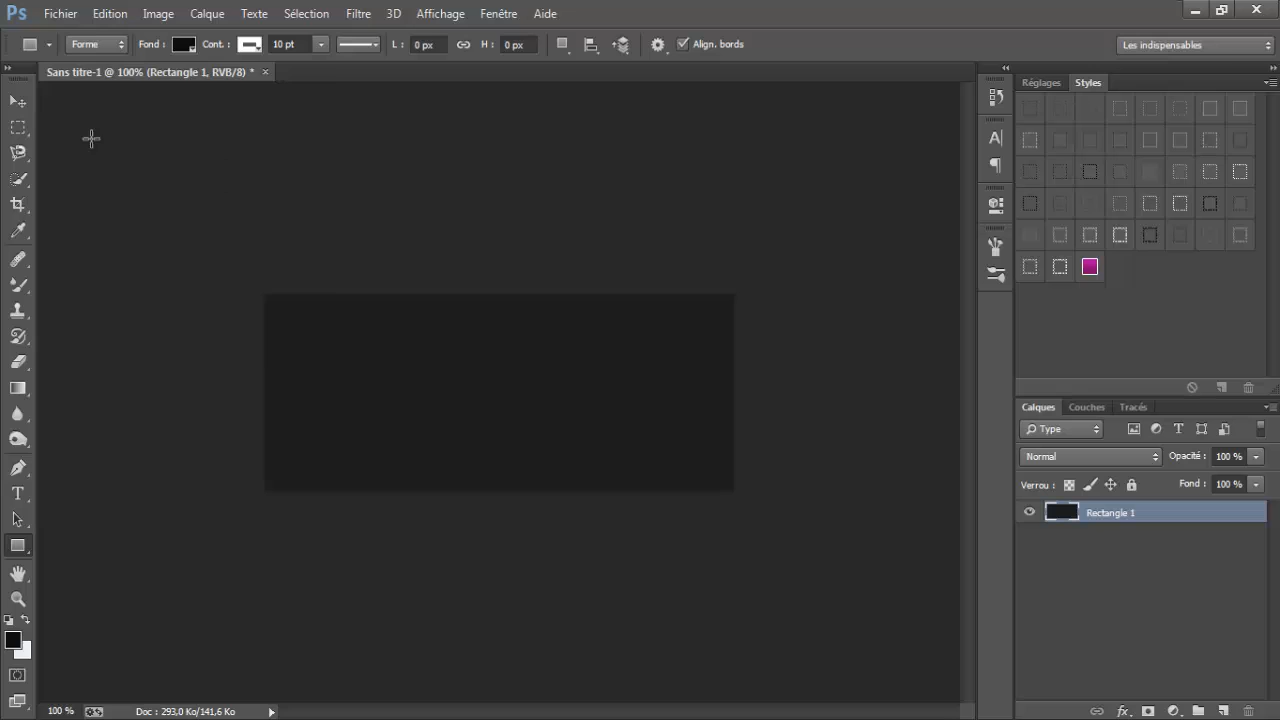 Ps Fichier Edition Image Calque Texte Sélection Filtre 3D Affichage Fenêtre Aide
Forme Fond : Cont. : 10 pt L : 0 px H : 0 px Align. bords Les indispensables
Sans titre-1 @ 100% (Rectangle 1, RVB/8) * ×
Réglages Styles
Calques Couches Tracés
Type
Normal Opacité : 100 %
Verrou : Fond : 100 %
Rectangle 1
100 % Doc : 293,0 Ko/141,6 Ko